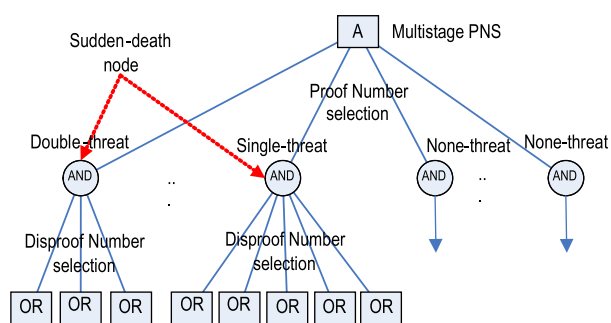 A Multistage PNS
Sudden-death
node
Proof Number
selection
Double-threat
Single-threat
None-threat
None-threat
AND
..
.
AND
AND
..
.
AND
Disproof Number
selection
Disproof Number
selection
OR OR OR OR OR OR OR OR